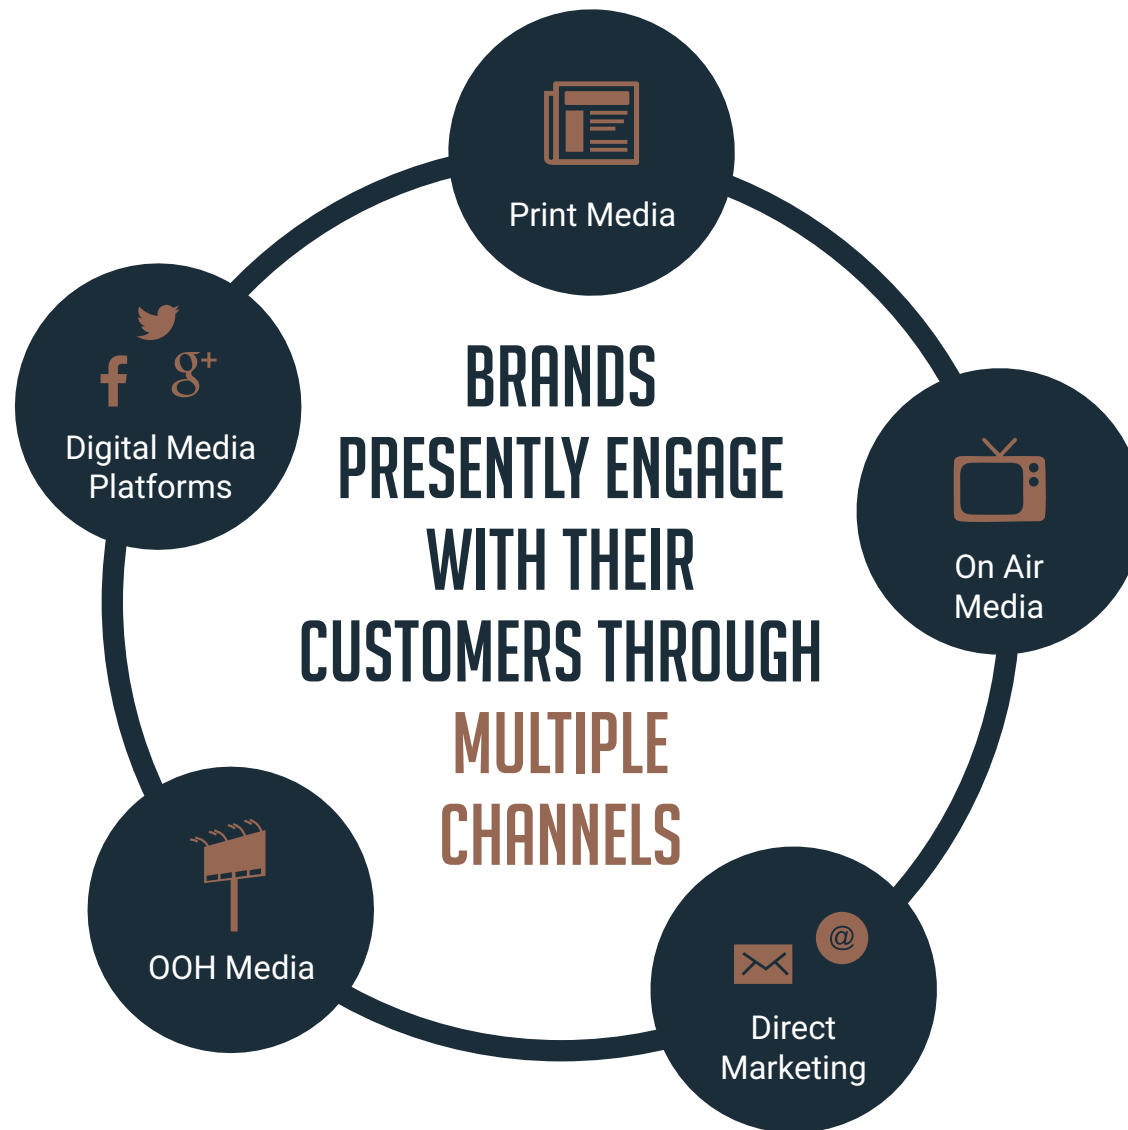 Print Media
g+
Digital Media
Platforms
BRANDS
PRESENTLY ENGAGE
WITH THEIR
CUSTOMERS THROUGH
MULTIPLE
CHANNELS
On Air
Media
OOH Media
@
Direct
Marketing